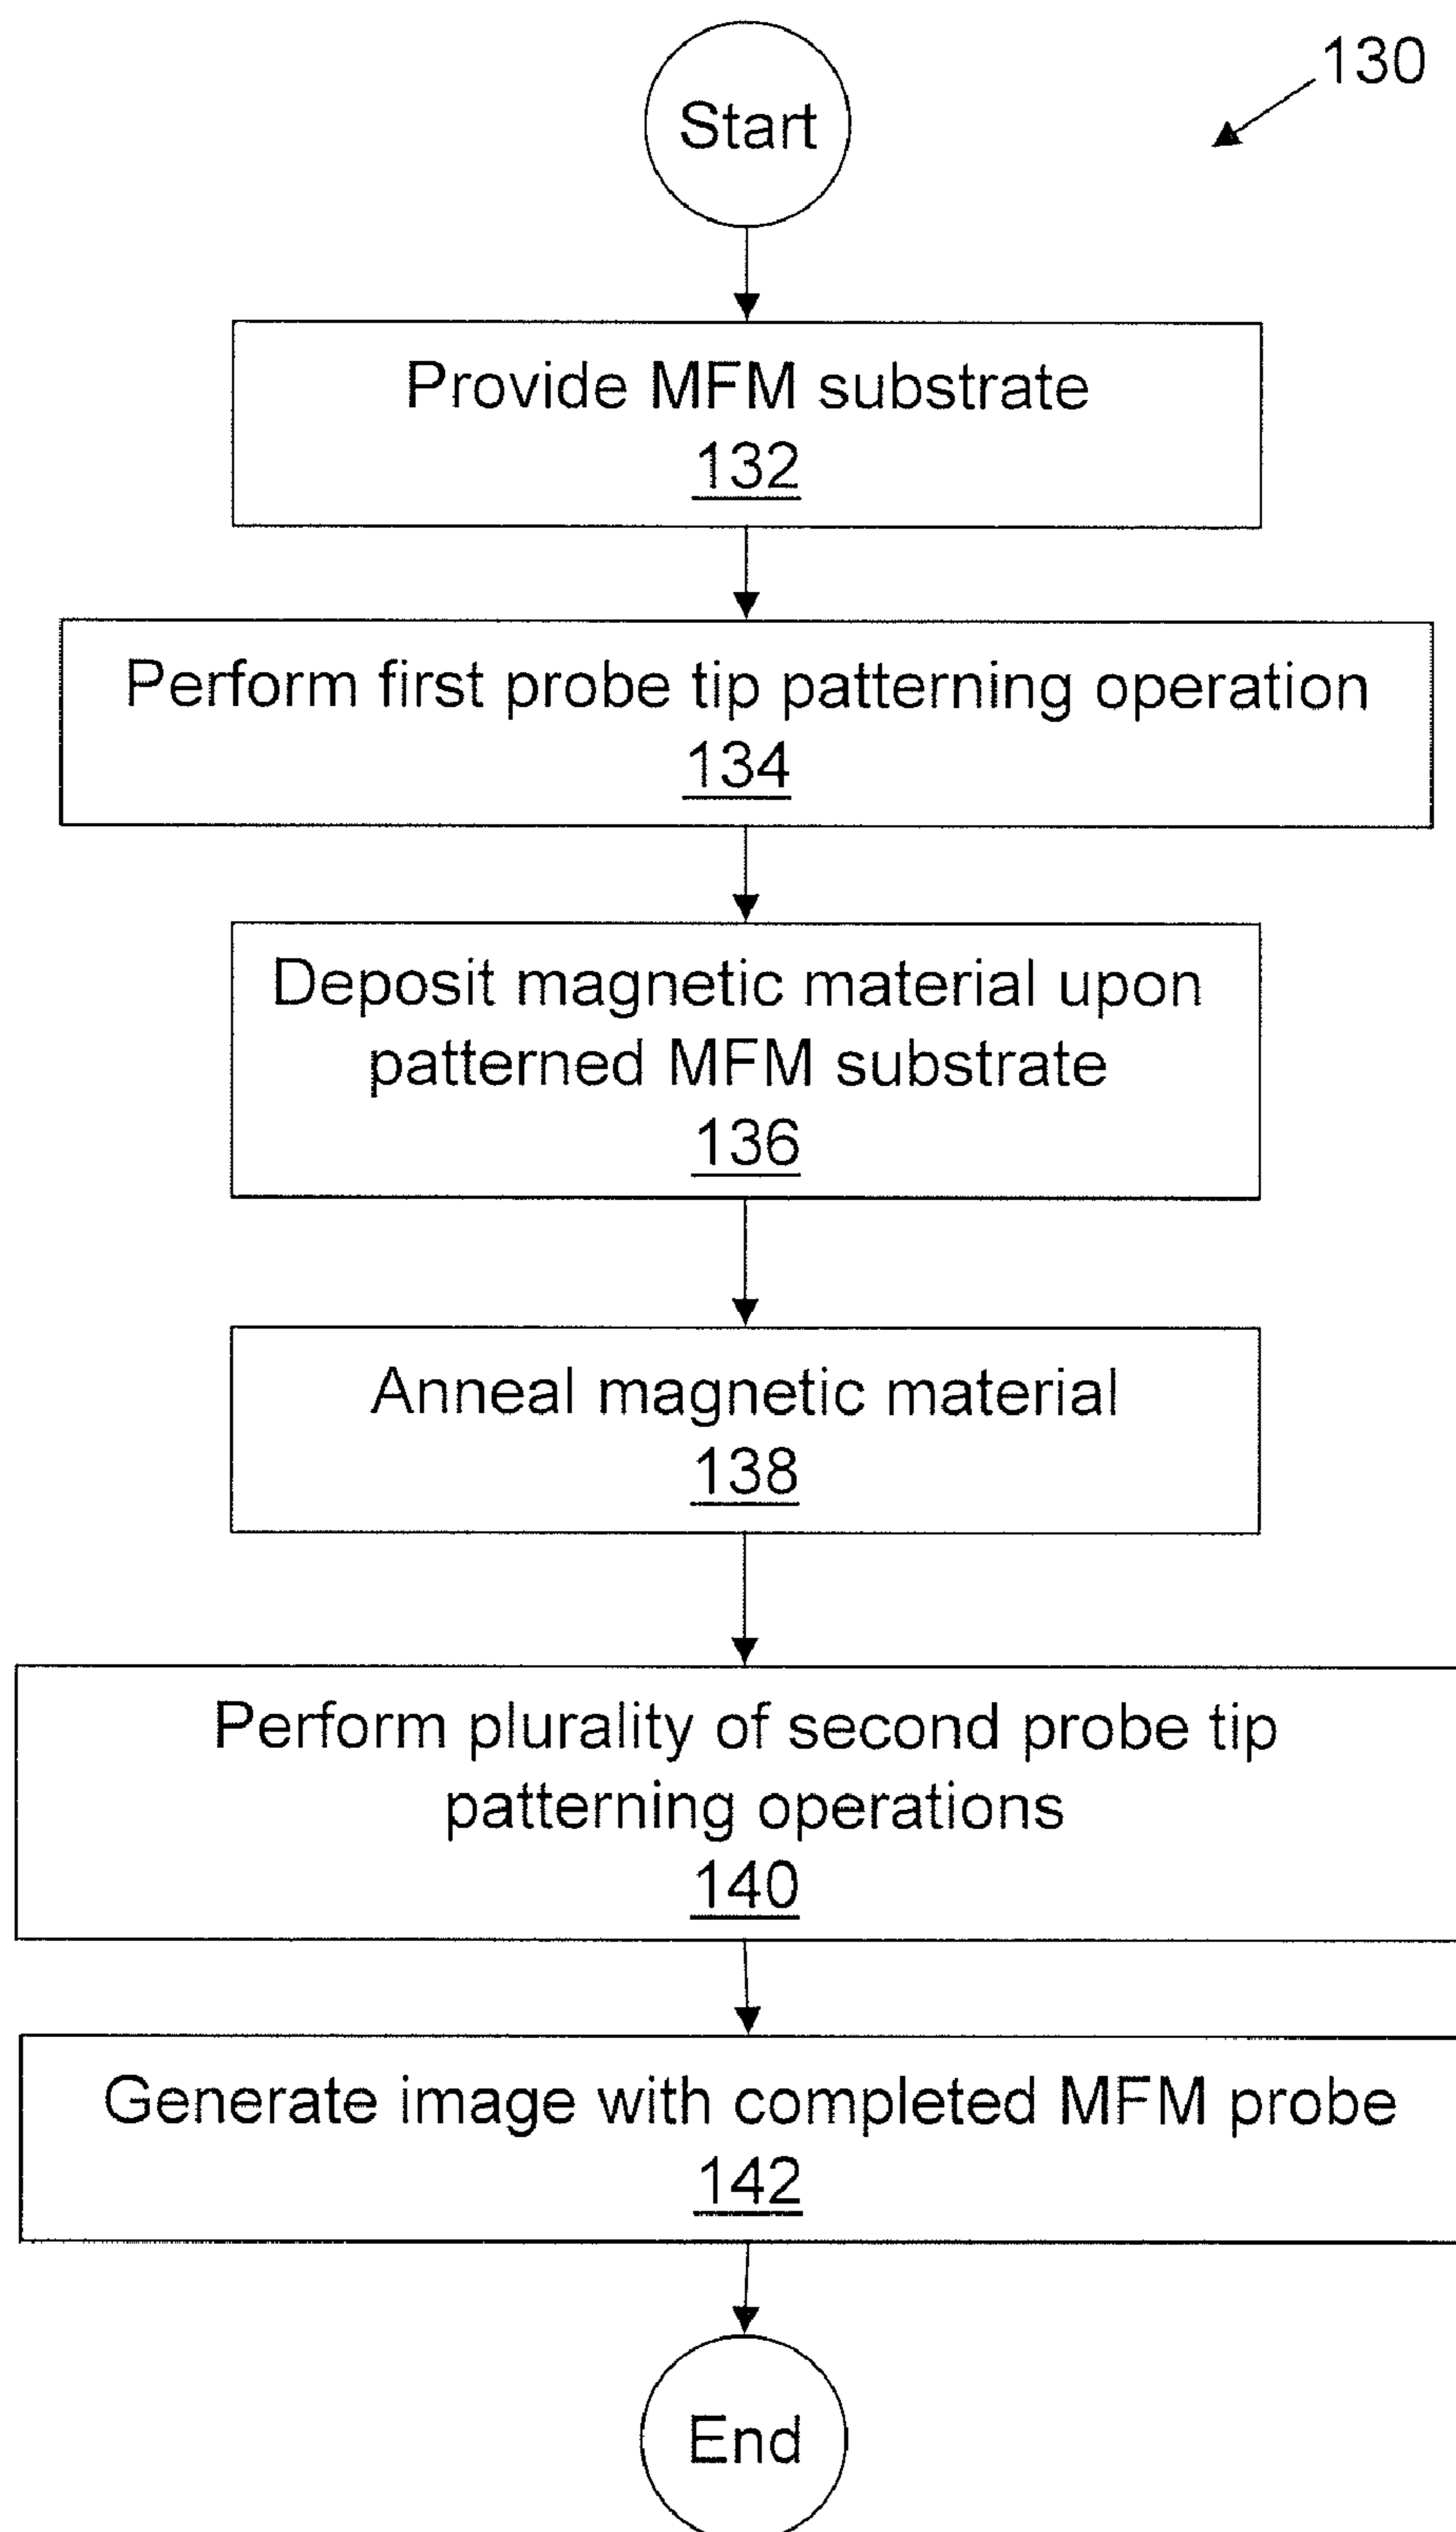 130
Start
Provide MFM substrate
132
Perform first probe tip patterning operation
134
Deposit magnetic material upon
patterned MFM substrate
136
Anneal magnetic material
138
Perform plurality of second probe tip
patterning operations
140
Generate image with completed MFM probe
142
End